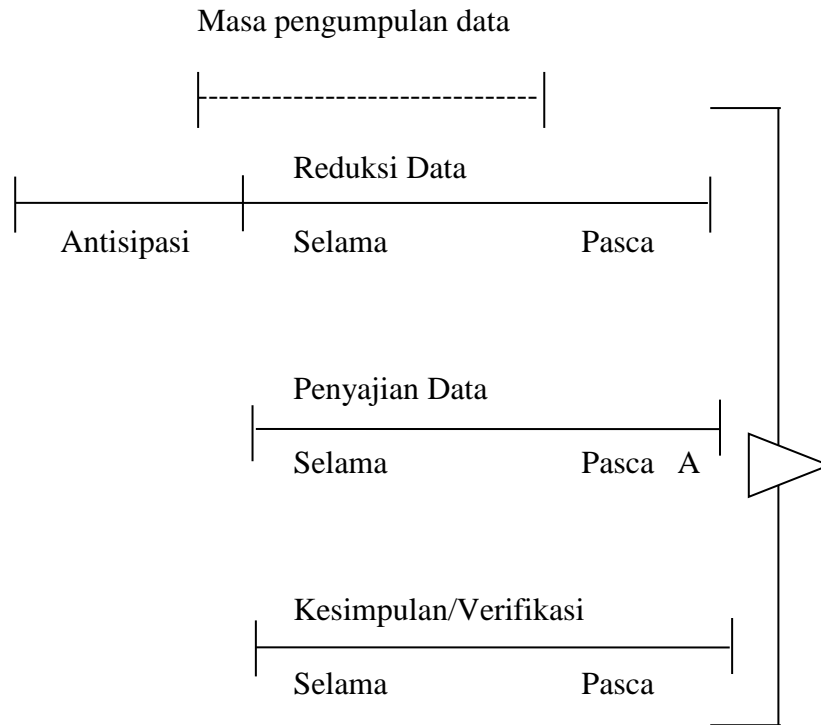 Masa pengumpulan data
Reduksi Data
Antisipasi Selama Pasca
Penyajian Data
Selama Pasca A
Kesimpulan/Verifikasi
Selama Pasca